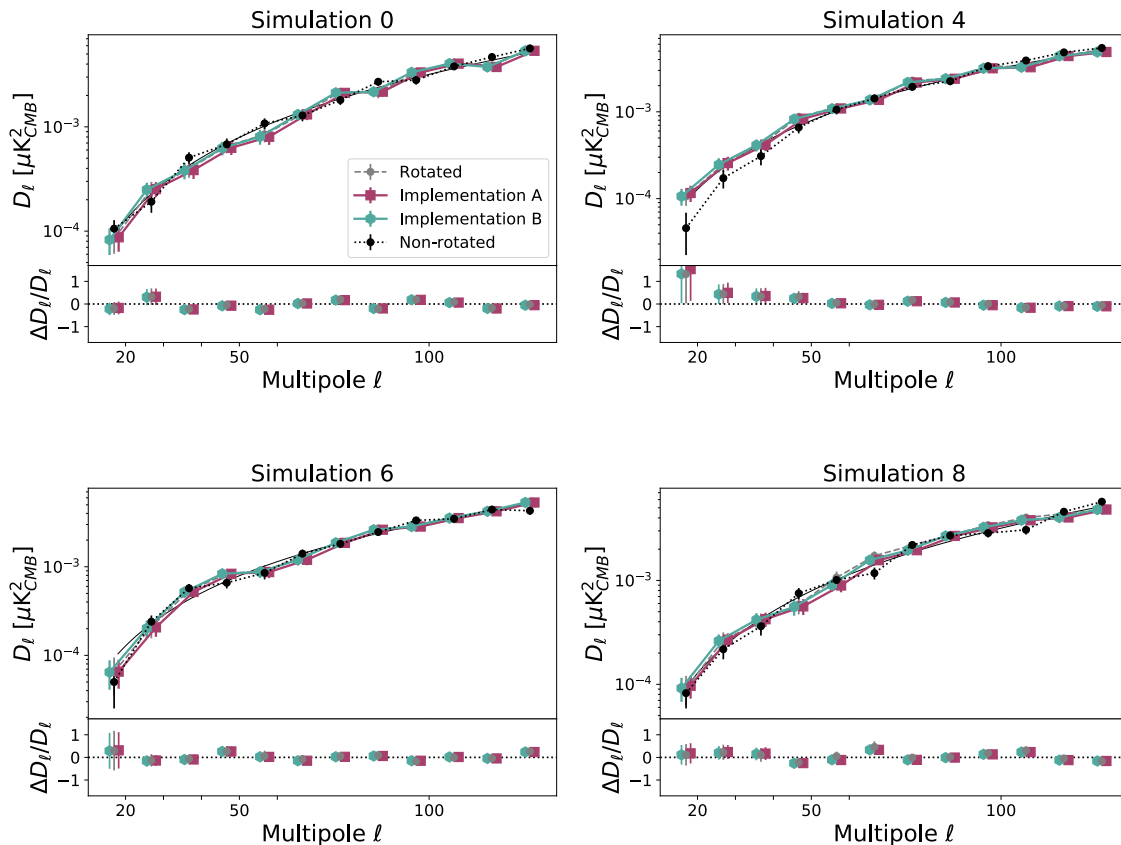 Simulation 0
Simulation 4
10⁻³
10⁻⁴
D_ℓ [μK²_CMB]
Rotated
Implementation A
Implementation B
Non-rotated
10⁻³
10⁻⁴
D_ℓ [μK²_CMB]
1
0
−1
ΔD_ℓ/D_ℓ
1
0
−1
ΔD_ℓ/D_ℓ
20
50
100
20
50
100
Multipole ℓ
Multipole ℓ
Simulation 6
Simulation 8
10⁻³
10⁻⁴
D_ℓ [μK²_CMB]
10⁻³
10⁻⁴
D_ℓ [μK²_CMB]
1
0
−1
ΔD_ℓ/D_ℓ
1
0
−1
ΔD_ℓ/D_ℓ
20
50
100
20
50
100
Multipole ℓ
Multipole ℓ